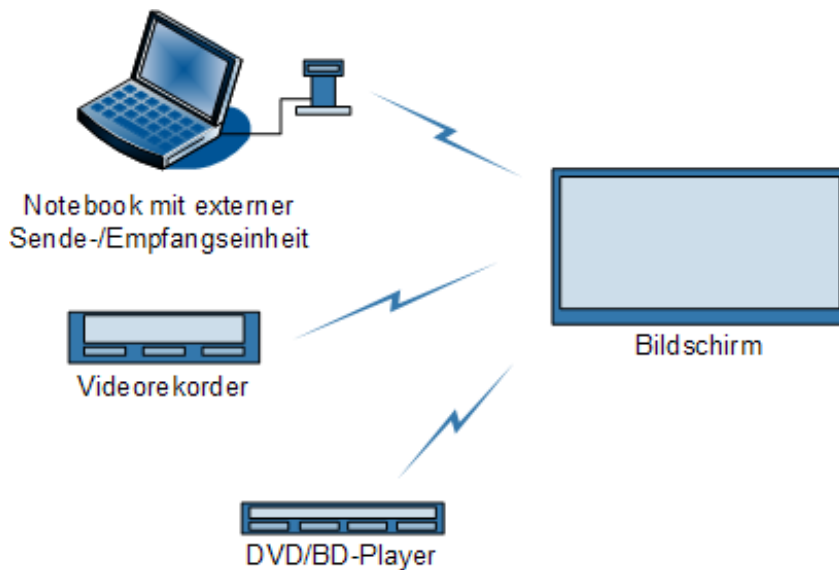 Notebook mit externer
Sende-/Empfangseinheit
Bildschirm
Videorekorder
DVD/BD-Player